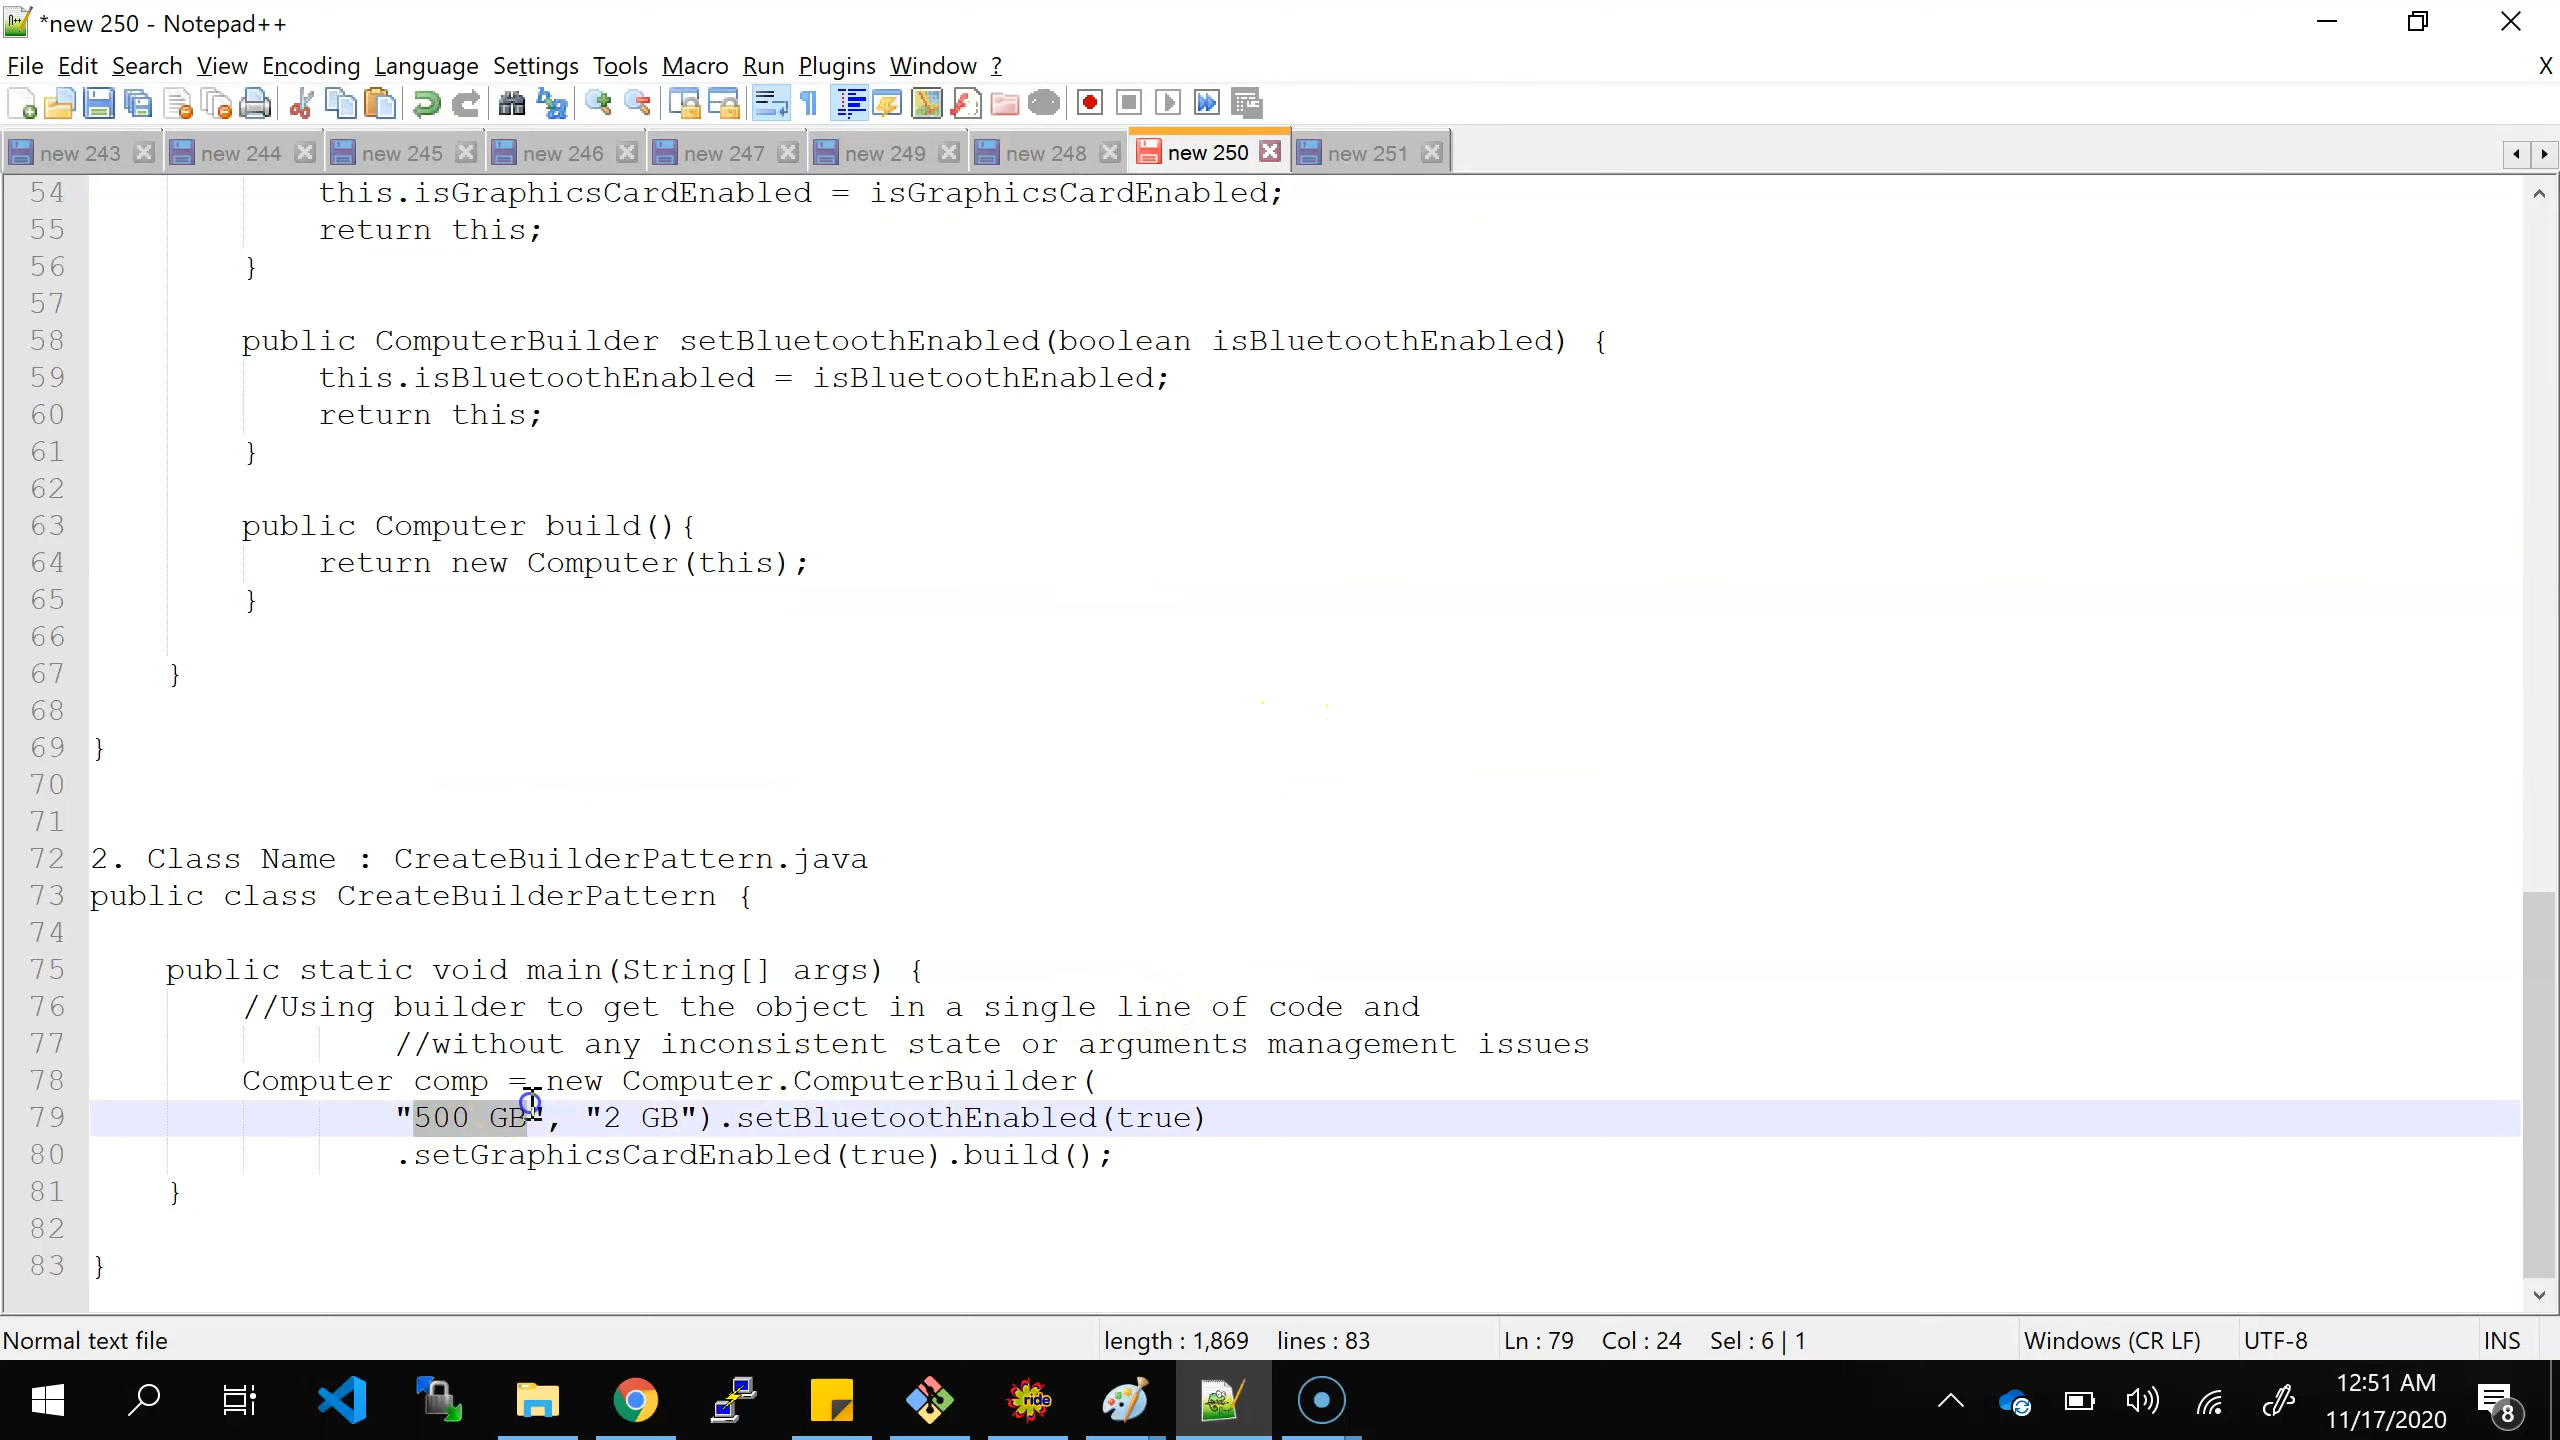 *new 250 - Notepad++
File Edit Search View Encoding Language Settings Tools Macro Run Plugins Window ? X
new 243 new 244 new 245 new 246 new 247 new 249 new 248 new 250 new 251
54 this.isGraphicsCardEnabled = isGraphicsCardEnabled;
55 return this;
56 }
57
58 public ComputerBuilder setBluetoothEnabled(boolean isBluetoothEnabled) {
59 this.isBluetoothEnabled = isBluetoothEnabled;
60 return this;
61 }
62
63 public Computer build(){
64 return new Computer(this);
65 }
66
67 }
68
69 }
70
71
72 2. Class Name : CreateBuilderPattern.java
73 public class CreateBuilderPattern {
74
75 public static void main(String[] args) {
76 //Using builder to get the object in a single line of code and
77 //without any inconsistent state or arguments management issues
78 Computer comp = new Computer.ComputerBuilder(
79 "500 GB", "2 GB").setBluetoothEnabled(true)
80 .setGraphicsCardEnabled(true).build();
81 }
82
83 }
Normal text file length : 1,869 lines : 83 Ln : 79 Col : 24 Sel : 6 | 1 Windows (CR LF) UTF-8 INS
ride
12:51 AM
11/17/2020
8